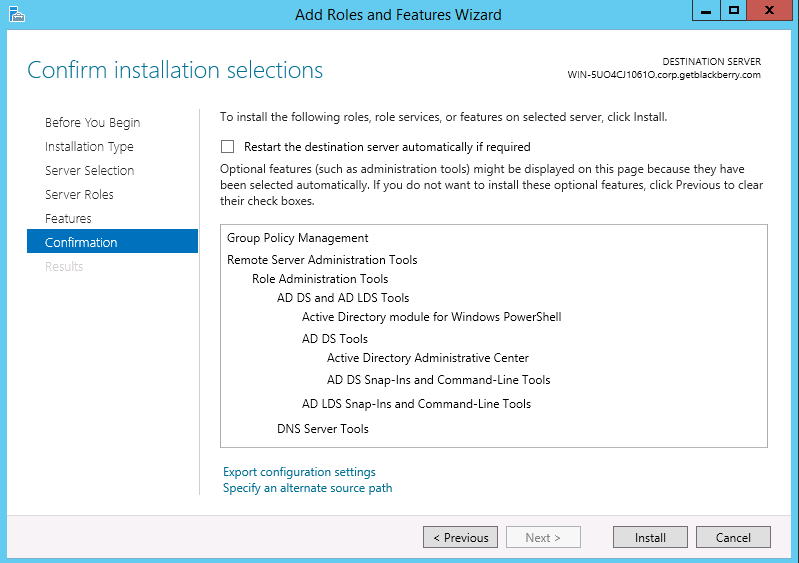 Add Roles and Features Wizard
Confirm installation selections
DESTINATION SERVER
WIN-5UO4CJ1061O.corp.getblackberry.com
Before You Begin
Installation Type
Server Selection
Server Roles
Features
Confirmation
Results
To install the following roles, role services, or features on selected server, click Install.
Restart the destination server automatically if required
Optional features (such as administration tools) might be displayed on this page because they have
been selected automatically. If you do not want to install these optional features, click Previous to clear
their check boxes.
Group Policy Management
Remote Server Administration Tools
Role Administration Tools
AD DS and AD LDS Tools
Active Directory module for Windows PowerShell
AD DS Tools
Active Directory Administrative Center
AD DS Snap-Ins and Command-Line Tools
AD LDS Snap-Ins and Command-Line Tools
DNS Server Tools
Export configuration settings
Specify an alternate source path
< Previous
Next >
Install
Cancel